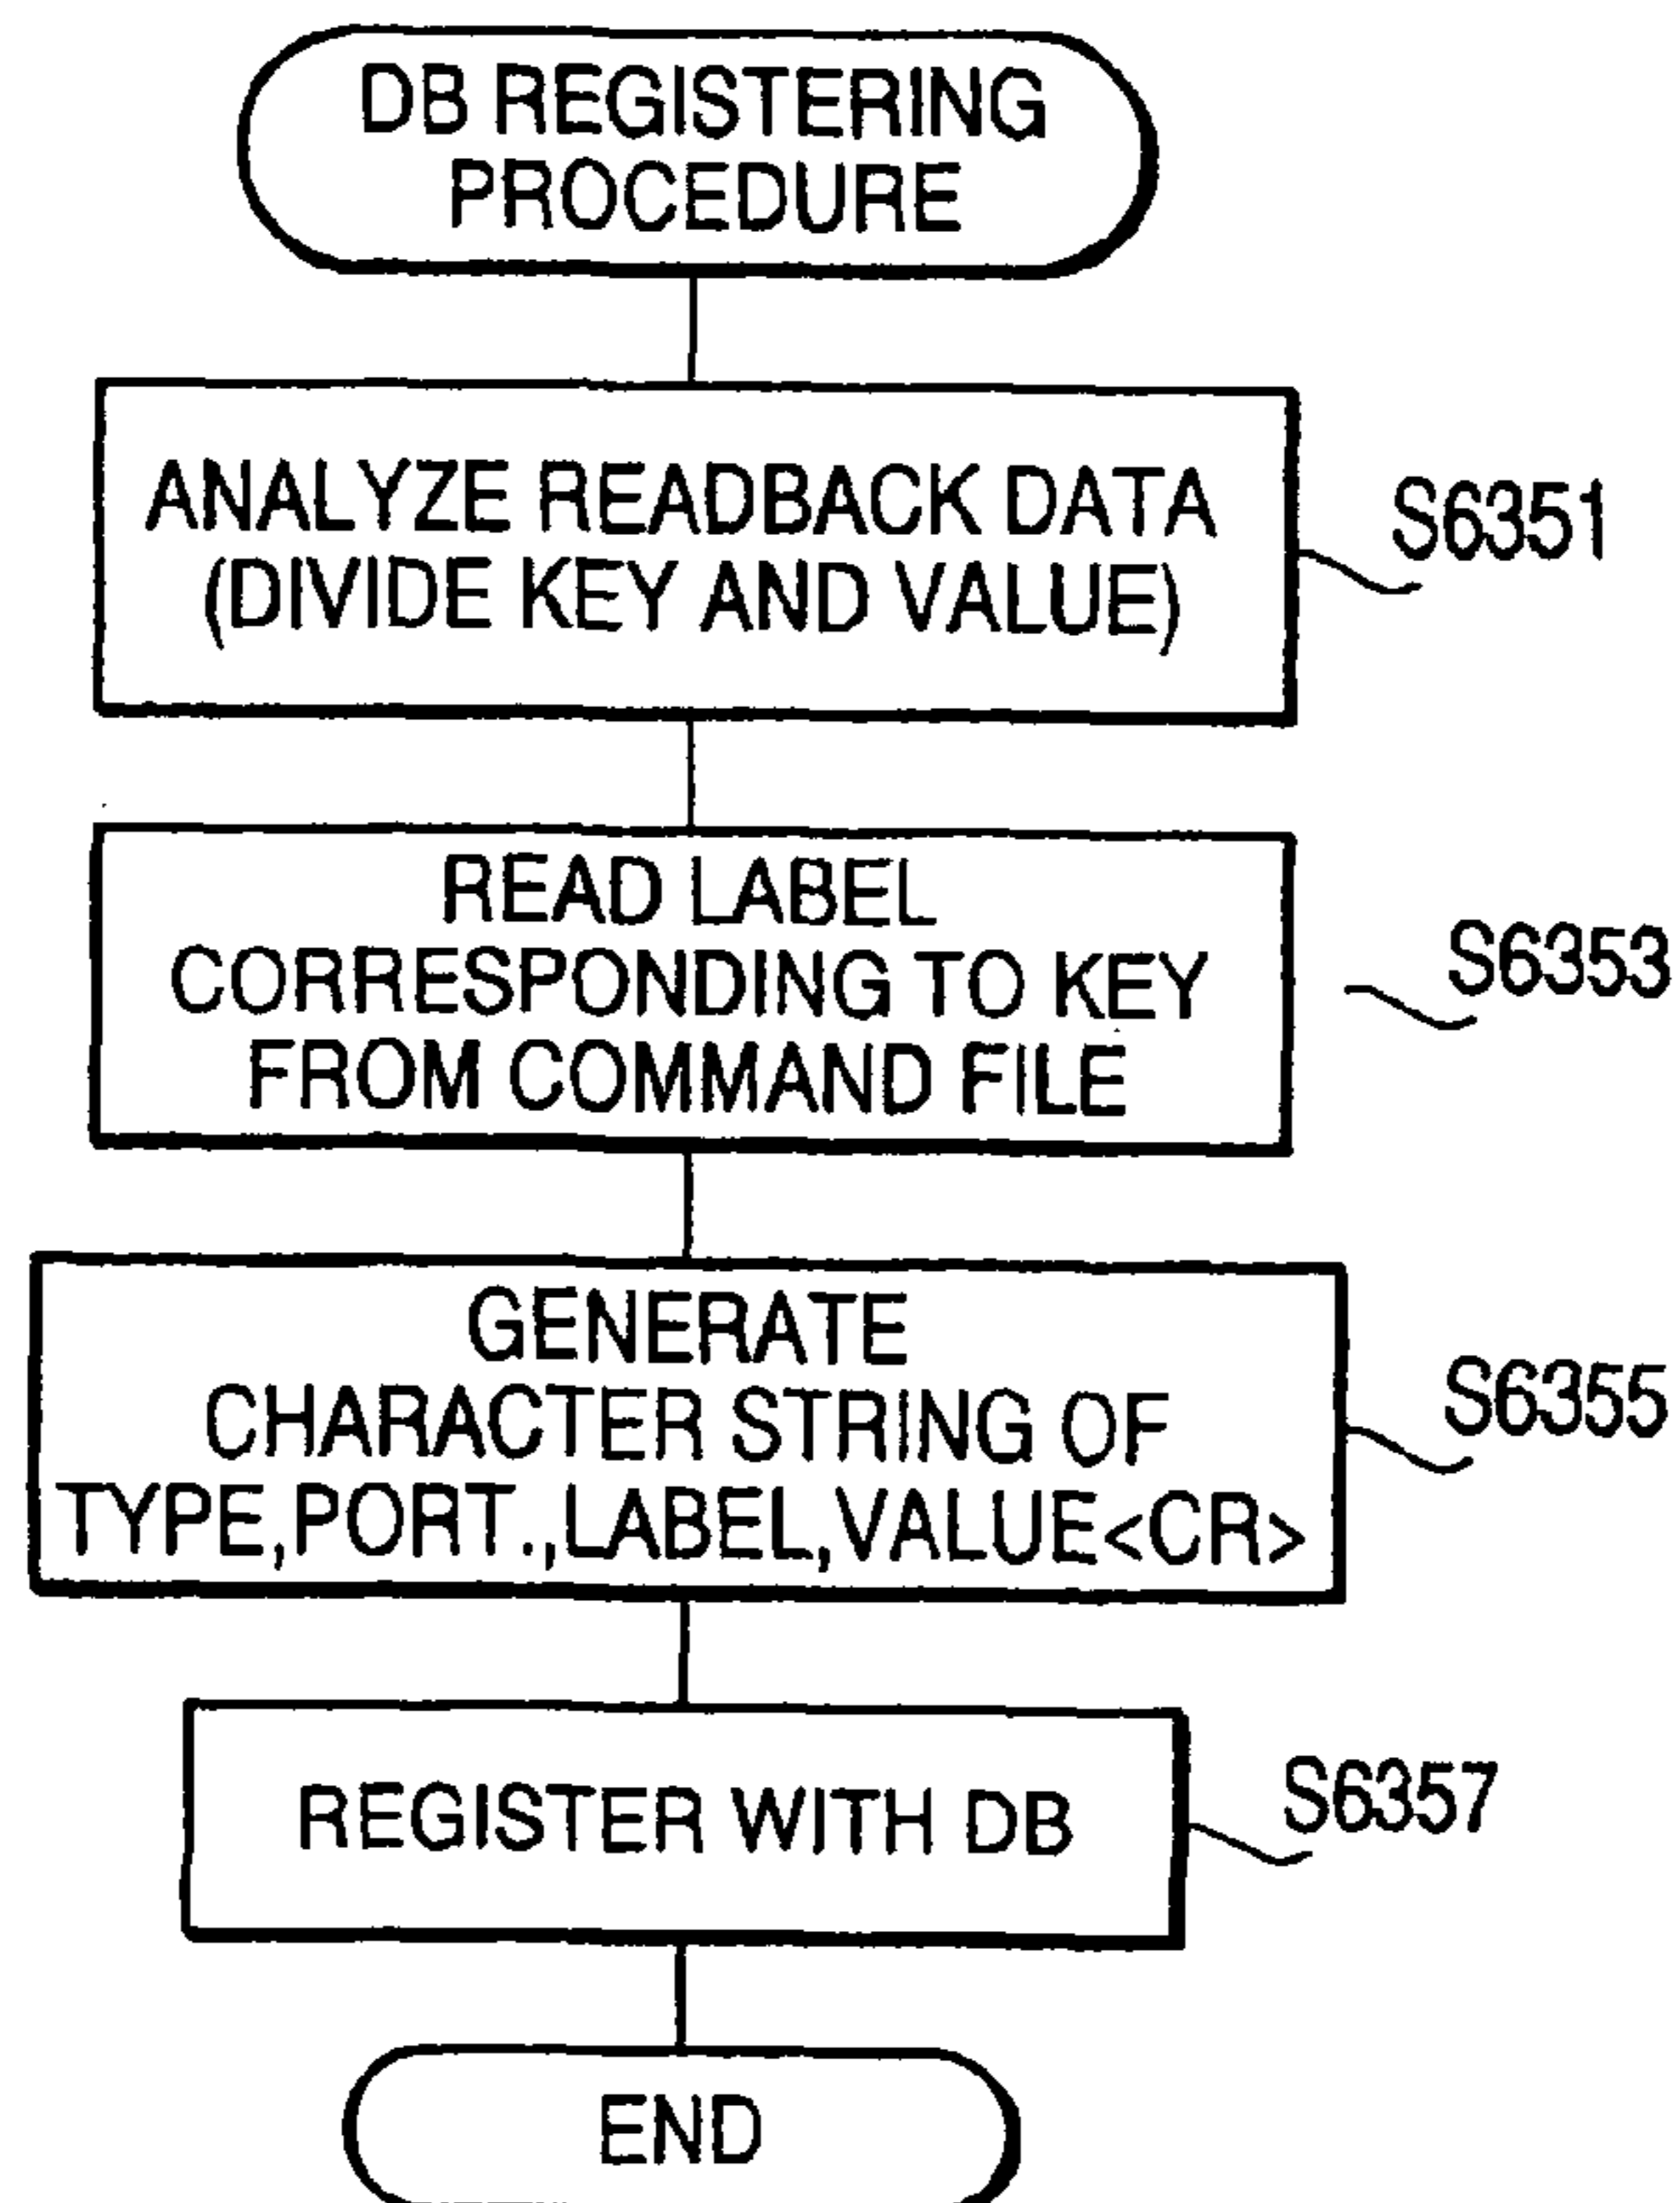 DB REGISTERING
PROCEDURE
ANALYZE READBACK DATA
(DIVIDE KEY AND VALUE)
S6351
READ LABEL
CORRESPONDING TO KEY
FROM COMMAND FILE
S6353
GENERATE
CHARACTER STRING OF
TYPE,PORT.,LABEL,VALUE<CR>
S6355
REGISTER WITH DB
S6357
END